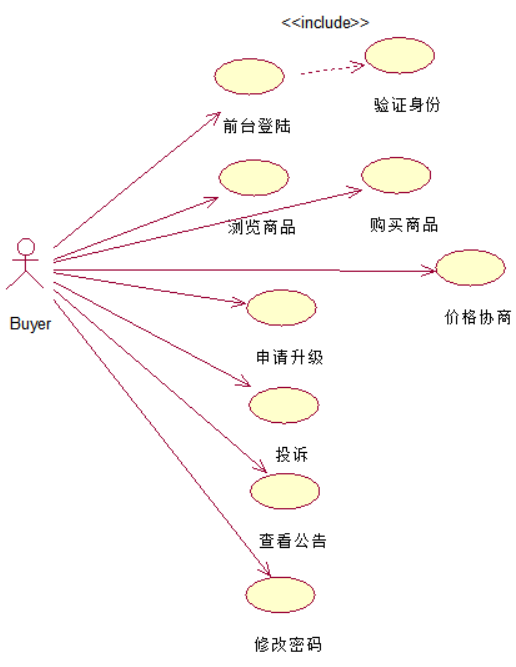 <<include>>
验证身份
前台登陆
浏览商品
购买商品
Buyer
价格协商
申请升级
投诉
查看公告
修改密码